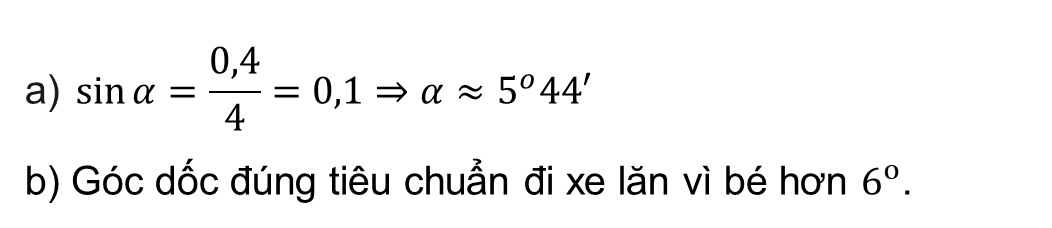 a) sin α = 0,4/4 = 0,1 ⇒ α ≈ 5°44′
b) Góc dốc đúng tiêu chuẩn đi xe lăn vì bé hơn 6°.